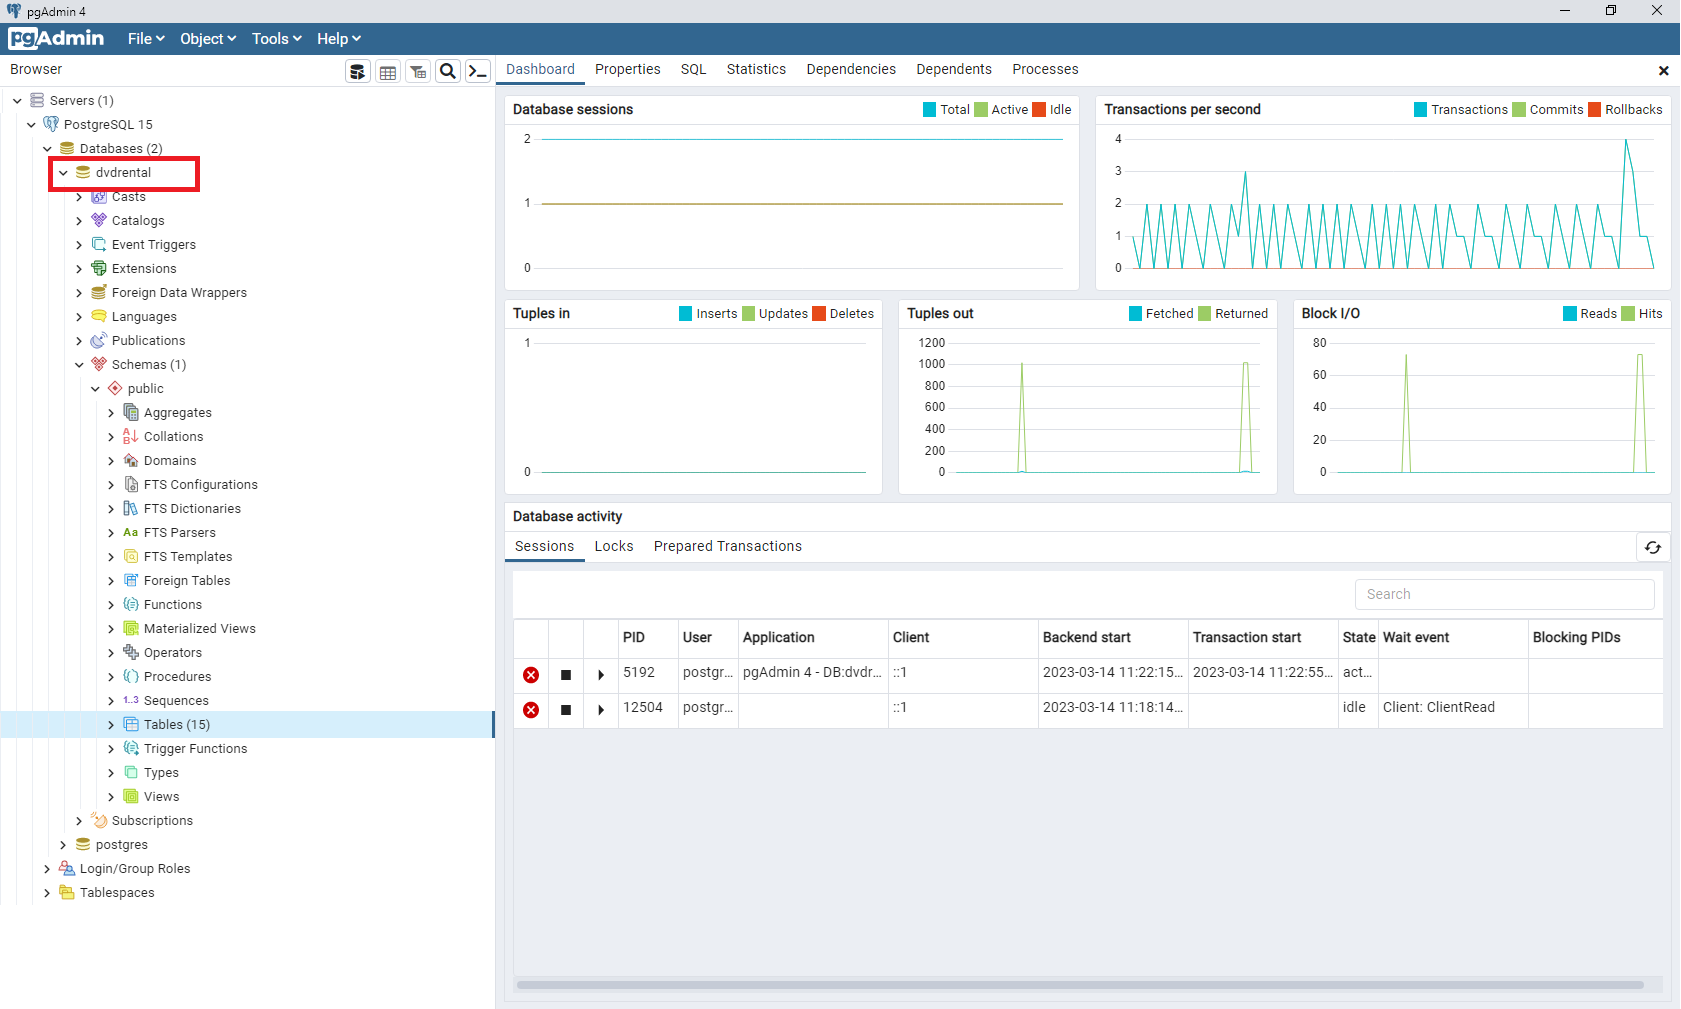 pgAdmin 4
pgAdmin File Object Tools Help
Browser
Dashboard Properties SQL Statistics Dependencies Dependents Processes
Servers (1)
PostgreSQL 15
Databases (2)
dvdrental
Casts
Catalogs
Event Triggers
Extensions
Foreign Data Wrappers
Languages
Publications
Schemas (1)
public
Aggregates
Collations
Domains
FTS Configurations
FTS Dictionaries
Aa FTS Parsers
FTS Templates
Foreign Tables
Functions
Materialized Views
Operators
Procedures
1..3 Sequences
Tables (15)
Trigger Functions
Types
Views
Subscriptions
postgres
Login/Group Roles
Tablespaces
Database sessions Total Active Idle
2
1
0
Transactions per second Transactions Commits Rollbacks
4
3
2
1
0
Tuples in Inserts Updates Deletes
1
0
Tuples out Fetched Returned
1200
1000
800
600
400
200
0
Block I/O Reads Hits
80
60
40
20
0
Database activity
Sessions Locks Prepared Transactions
Search
PID User Application Client Backend start Transaction start State Wait event Blocking PIDs
5192 postgr... pgAdmin 4 - DB:dvdr... ::1 2023-03-14 11:22:15... 2023-03-14 11:22:55... act...
12504 postgr... ::1 2023-03-14 11:18:14... idle Client: ClientRead